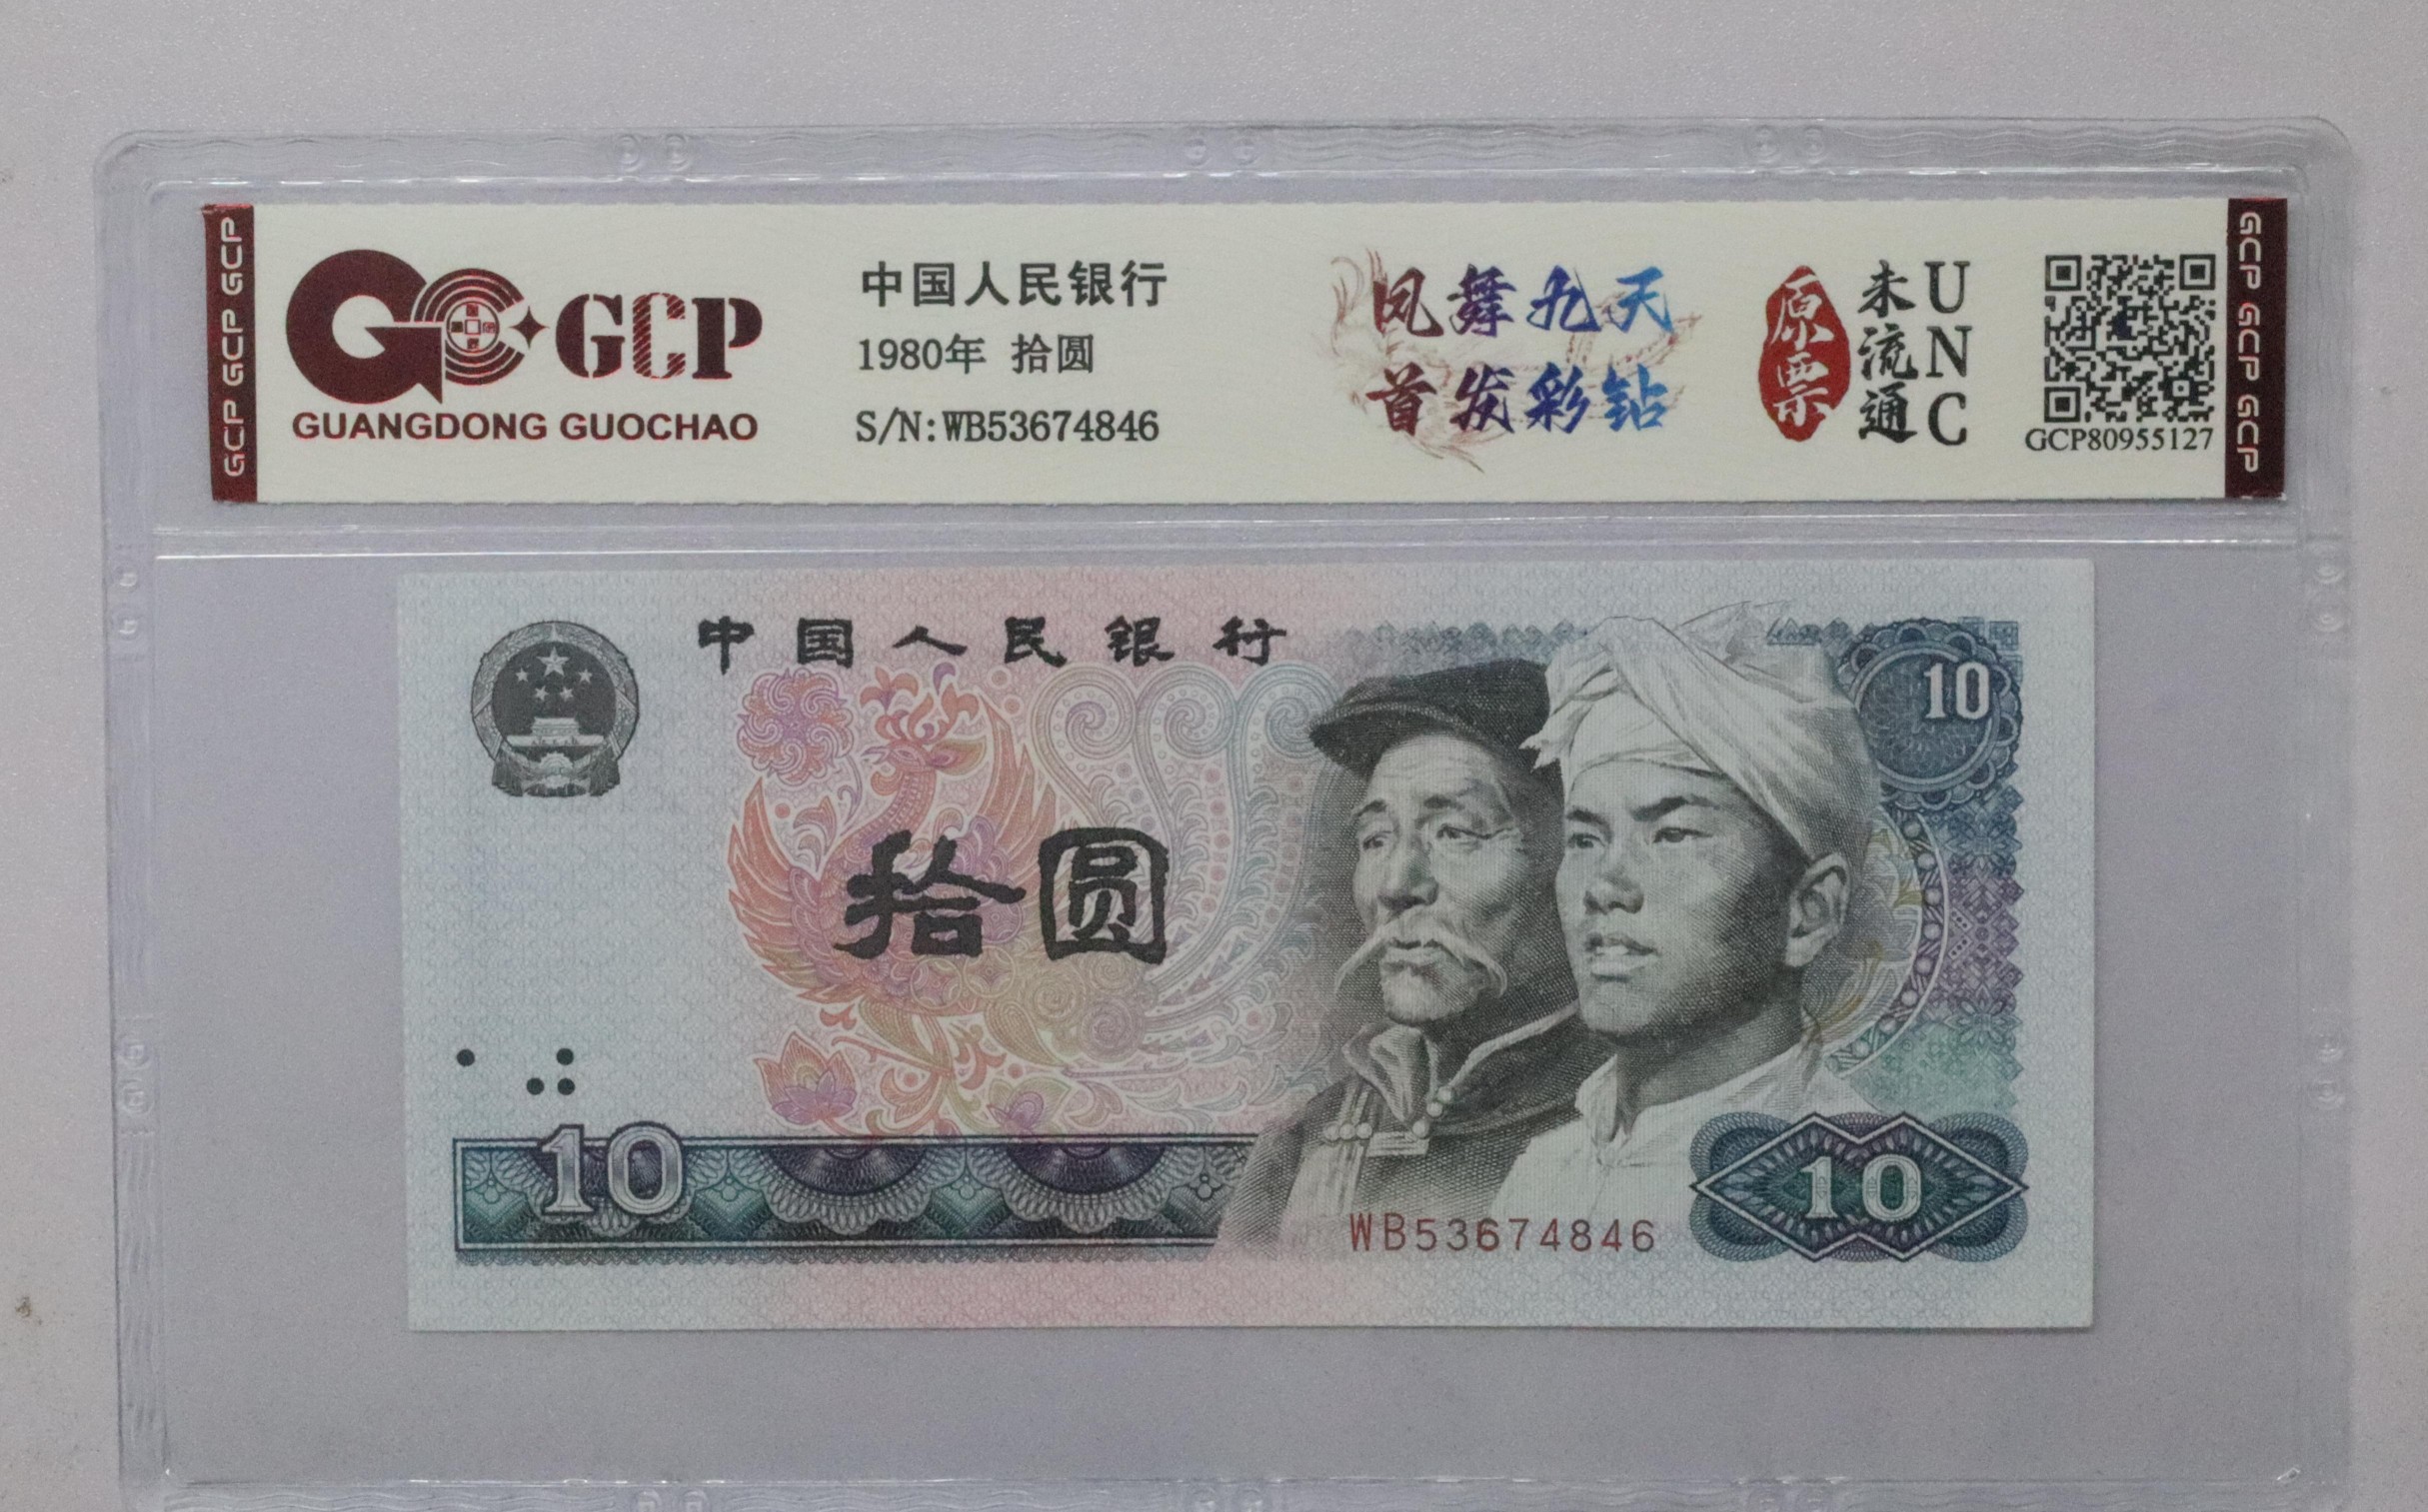 GCP GCP GCP
GCP
GUANGDONG GUOCHAO
中国人民银行
1980年 拾圆
S/N:WB53674846
凤舞九天
首发彩钻
原票
未流通
UNC
GCP80955127
GCP GCP GCP
中国人民银行
10
拾圆
10
WB53674846
10